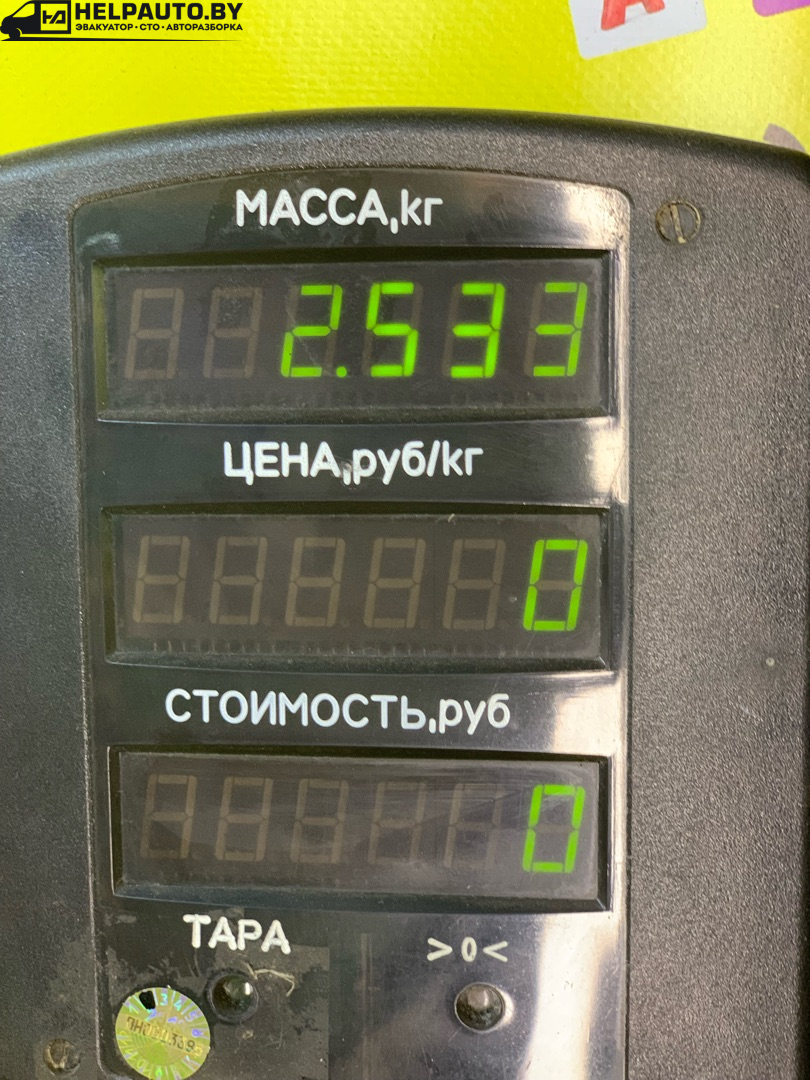 HELPAUTO.BY
ЭВАКУАТОР • СТО • АВТОРАЗБОРКА
А
МАССА,кг
2.533
ЦЕНА,руб/кг
0
СТОИМОСТЬ,руб
0
ТАРА
>0<